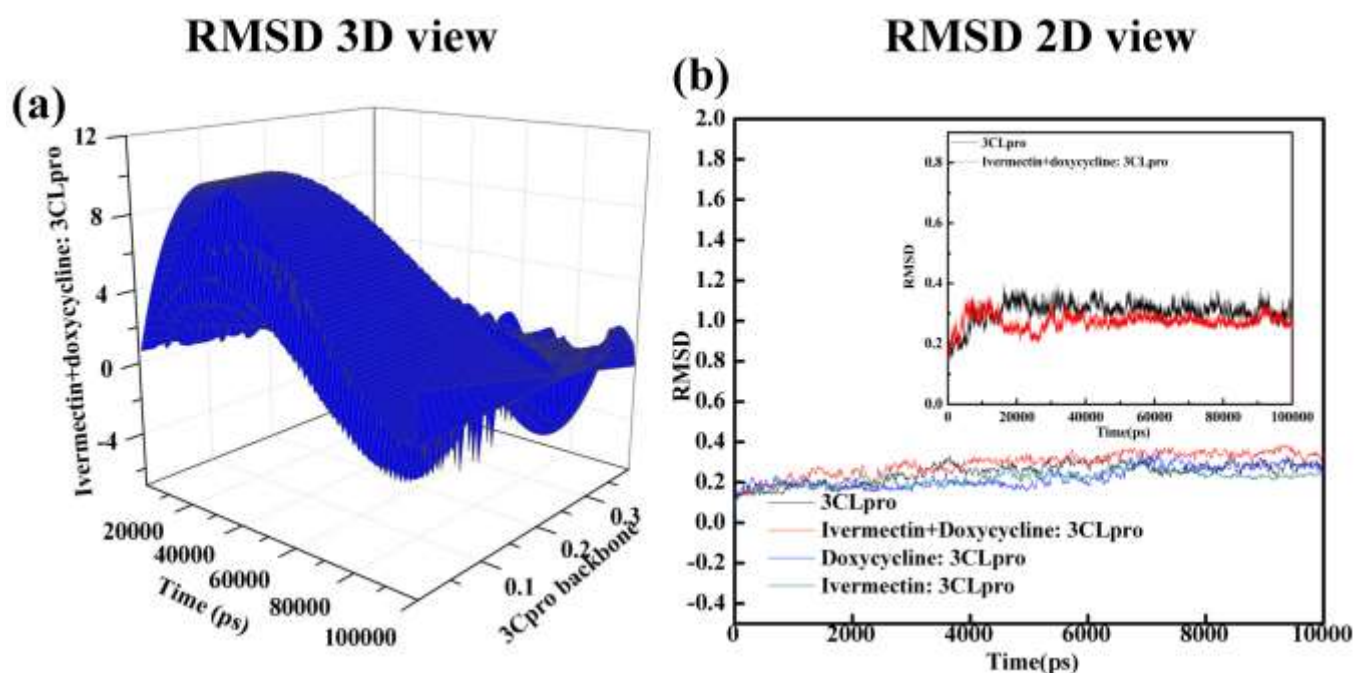 RMSD 3D view
RMSD 2D view
(a)
12
8
4
0
-4
Ivermectin+doxycycline: 3CLpro
20000
40000
60000
80000
100000
Time (ps)
0.1
0.2
0.3
3Cpro backbone
(b)
2.0
1.8
1.6
1.4
1.2
1.0
0.8
0.6
0.4
0.2
0.0
-0.2
-0.4
RMSD
3CLpro
Ivermectin+doxycycline: 3CLpro
0.8
0.6
0.4
0.2
0.0
RMSD
0 20000 40000 60000 80000 100000
Time(ps)
3CLpro
Ivermectin+Doxycycline: 3CLpro
Doxycycline: 3CLpro
Ivermectin: 3CLpro
0 2000 4000 6000 8000 10000
Time(ps)